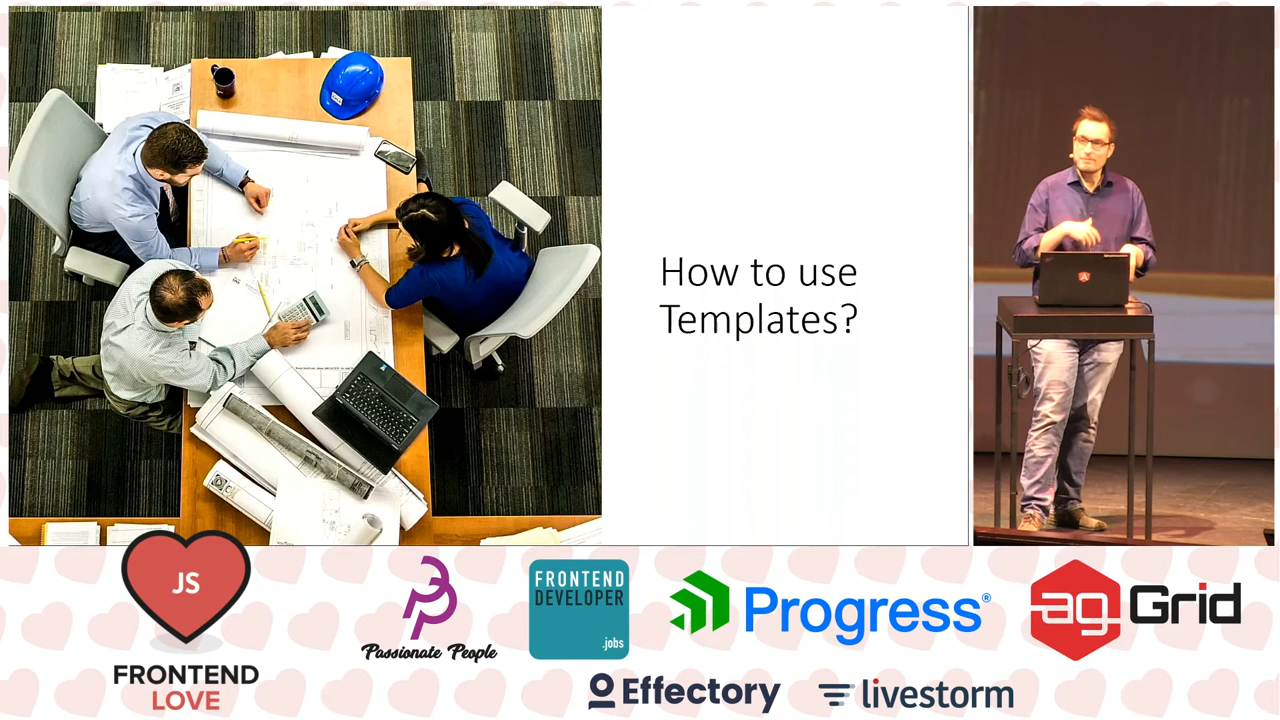 How to use
Templates?
JS
FRONTEND
LOVE
Passionate People
FRONTEND
DEVELOPER
.jobs
Progress®
ag Grid
Effectory
livestorm